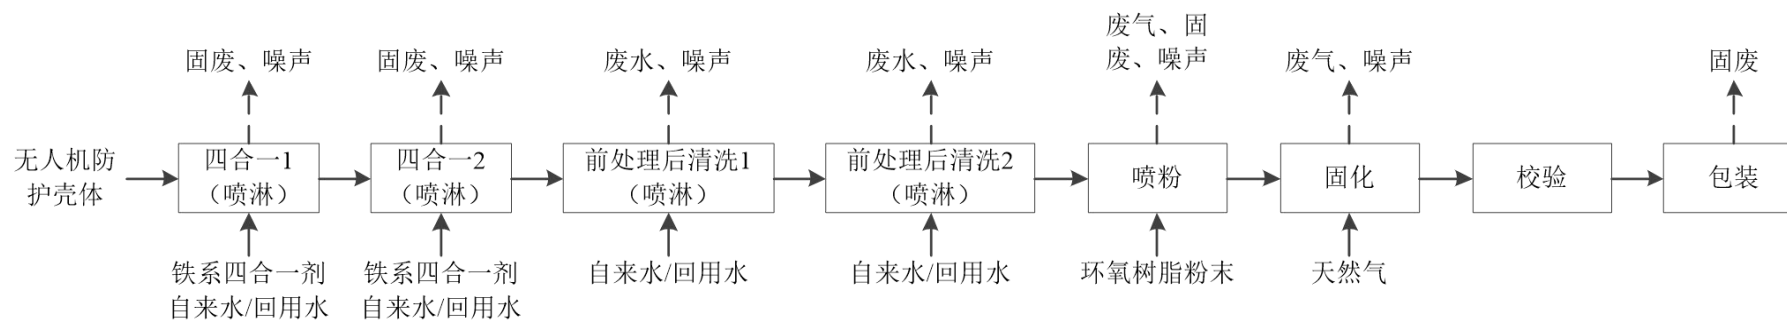 固废、噪声
固废、噪声
废水、噪声
废水、噪声
废气、固
废、噪声
废气、噪声
固废
无人机防
护壳体
四合一1
（喷淋）
四合一2
（喷淋）
前处理后清洗1
（喷淋）
前处理后清洗2
（喷淋）
喷粉
固化
校验
包装
铁系四合一剂
自来水/回用水
铁系四合一剂
自来水/回用水
自来水/回用水
自来水/回用水
环氧树脂粉末
天然气